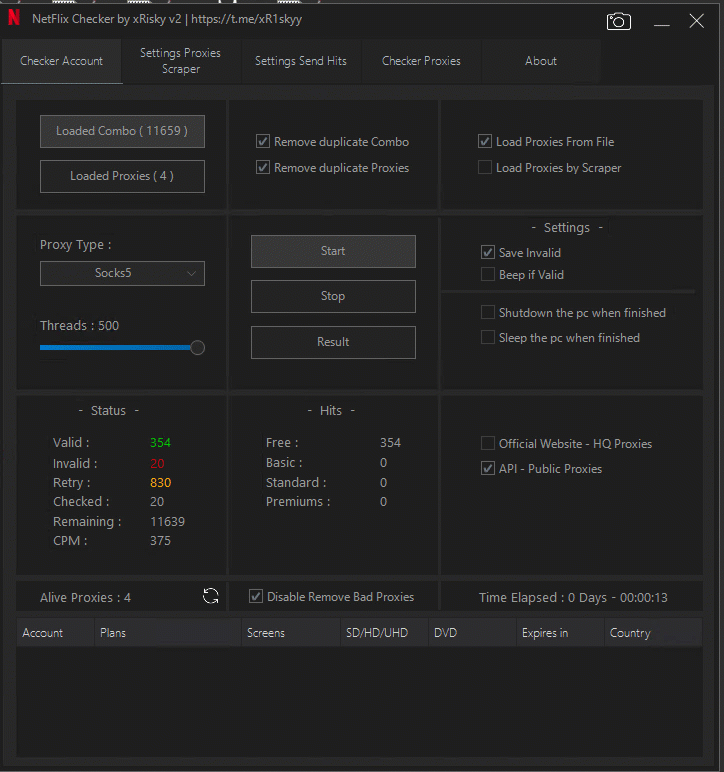 N NetFlix Checker by xRisky v2 | https://t.me/xR1skyy
Checker Account
Settings Proxies
Scraper
Settings Send Hits
Checker Proxies
About
Loaded Combo ( 11659 )
Loaded Proxies ( 4 )
Remove duplicate Combo
Remove duplicate Proxies
Load Proxies From File
Load Proxies by Scraper
Proxy Type :
Socks5
Threads : 500
Start
Stop
Result
- Settings -
Save Invalid
Beep if Valid
Shutdown the pc when finished
Sleep the pc when finished
- Status -
Valid : 354
Invalid : 20
Retry : 830
Checked : 20
Remaining : 11639
CPM : 375
- Hits -
Free : 354
Basic : 0
Standard : 0
Premiums : 0
Official Website - HQ Proxies
API - Public Proxies
Alive Proxies : 4
Disable Remove Bad Proxies
Time Elapsed : 0 Days - 00:00:13
Account Plans Screens SD/HD/UHD DVD Expires in Country